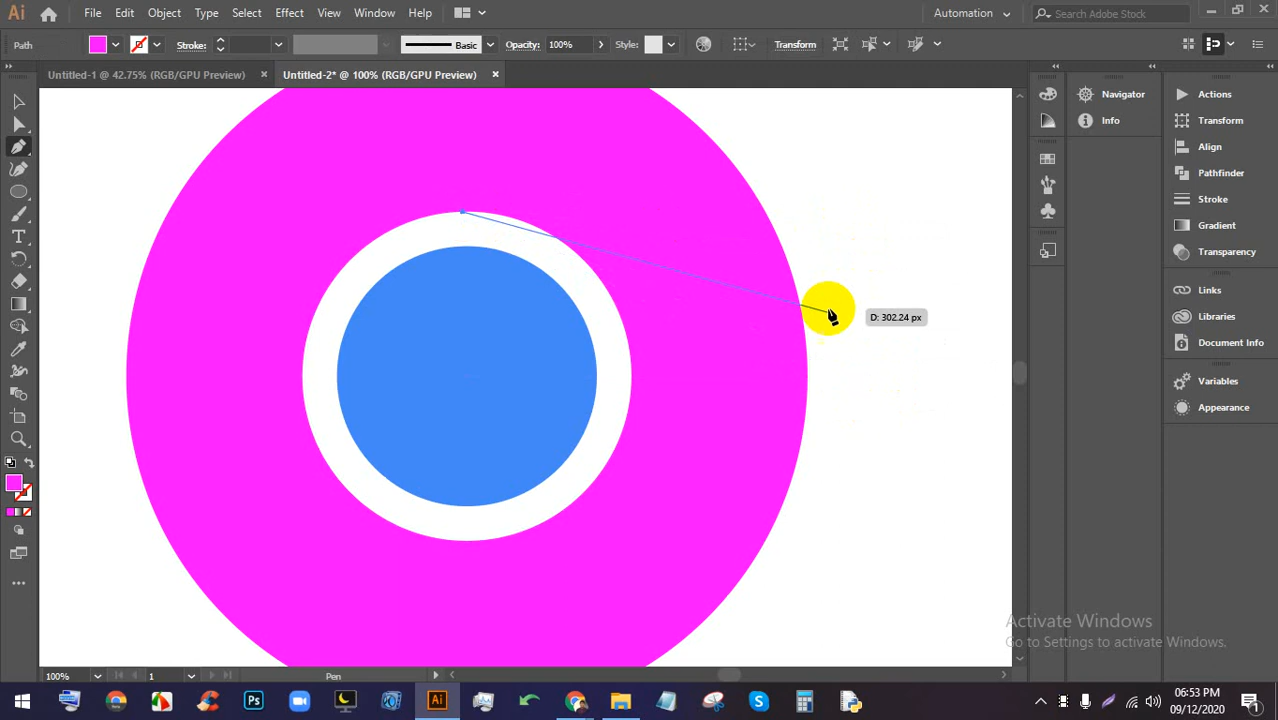 Ai File Edit Object Type Select Effect View Window Help Automation Search Adobe Stock
Path Stroke: Basic Opacity: 100% Style: Transform
Untitled-1 @ 42.75% (RGB/GPU Preview) Untitled-2* @ 100% (RGB/GPU Preview)
Navigator
Info
Actions
Transform
Align
Pathfinder
Stroke
Gradient
Transparency
Links
Libraries
Document Info
Variables
Appearance
D: 302.24 px
Activate Windows
Go to Settings to activate Windows.
100% 1 Pen
Ps Ai 06:53 PM
09/12/2020